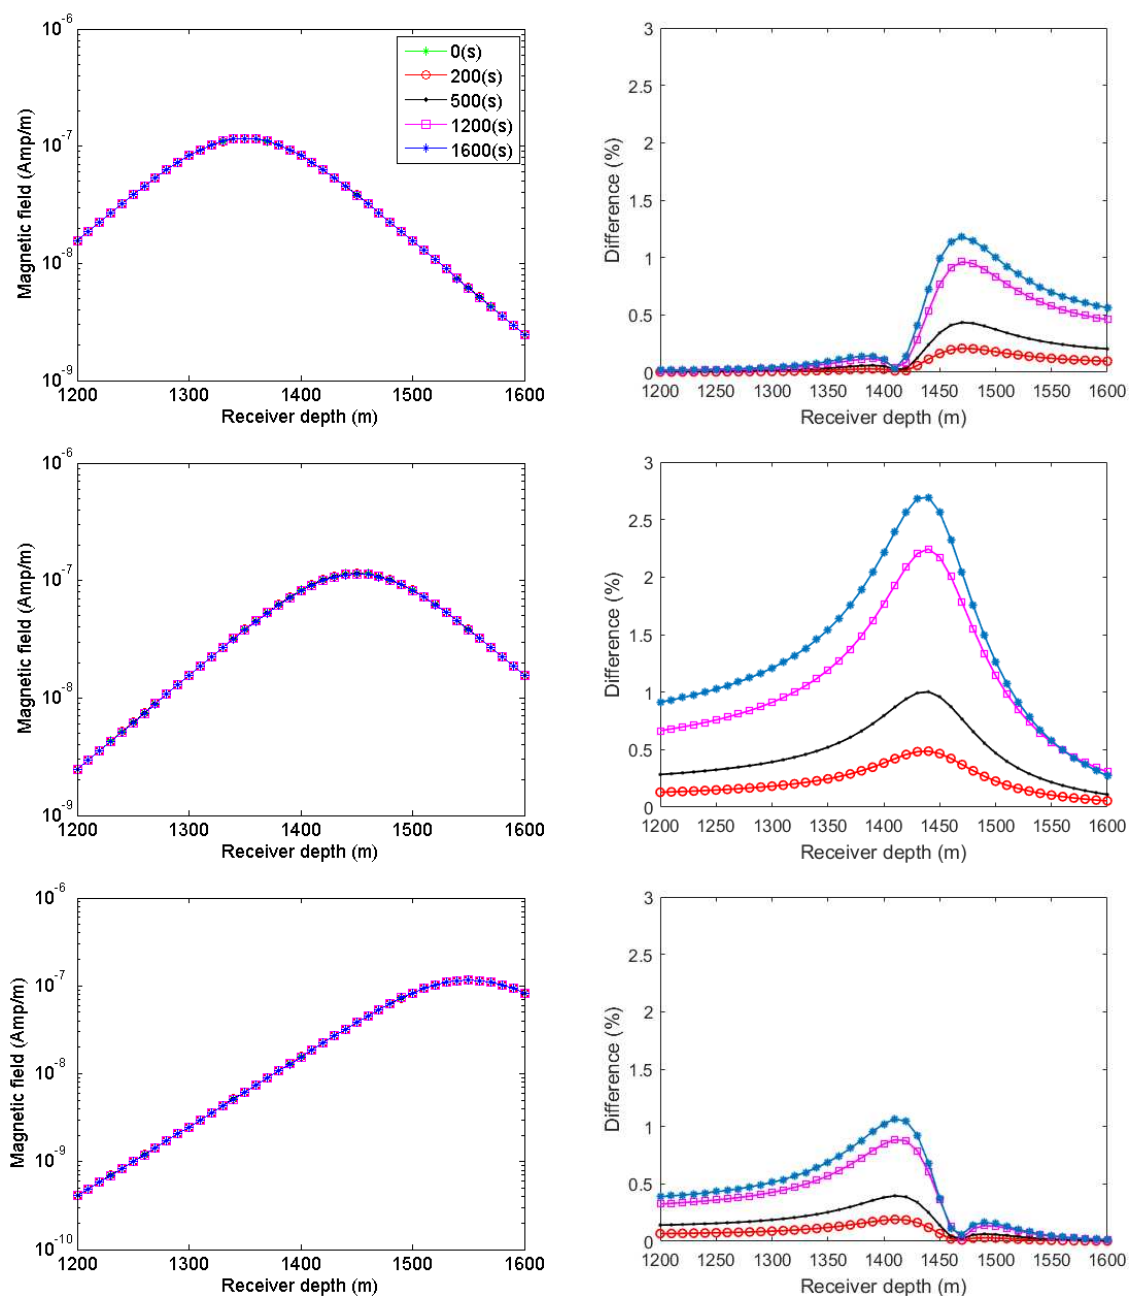 10^-6
10^-7
10^-8
10^-9
Magnetic field (Amp/m)
1200 1300 1400 1500 1600
Receiver depth (m)
0(s)
200(s)
500(s)
1200(s)
1600(s)
3
2.5
2
1.5
1
0.5
0
Difference (%)
1200 1250 1300 1350 1400 1450 1500 1550 1600
Receiver depth (m)
10^-6
10^-7
10^-8
10^-9
Magnetic field (Amp/m)
1200 1300 1400 1500 1600
Receiver depth (m)
3
2.5
2
1.5
1
0.5
0
Difference (%)
1200 1250 1300 1350 1400 1450 1500 1550 1600
Receiver depth (m)
10^-6
10^-7
10^-8
10^-9
10^-10
Magnetic field (Amp/m)
1200 1300 1400 1500 1600
Receiver depth (m)
3
2.5
2
1.5
1
0.5
0
Difference (%)
1200 1250 1300 1350 1400 1450 1500 1550 1600
Receiver depth (m)